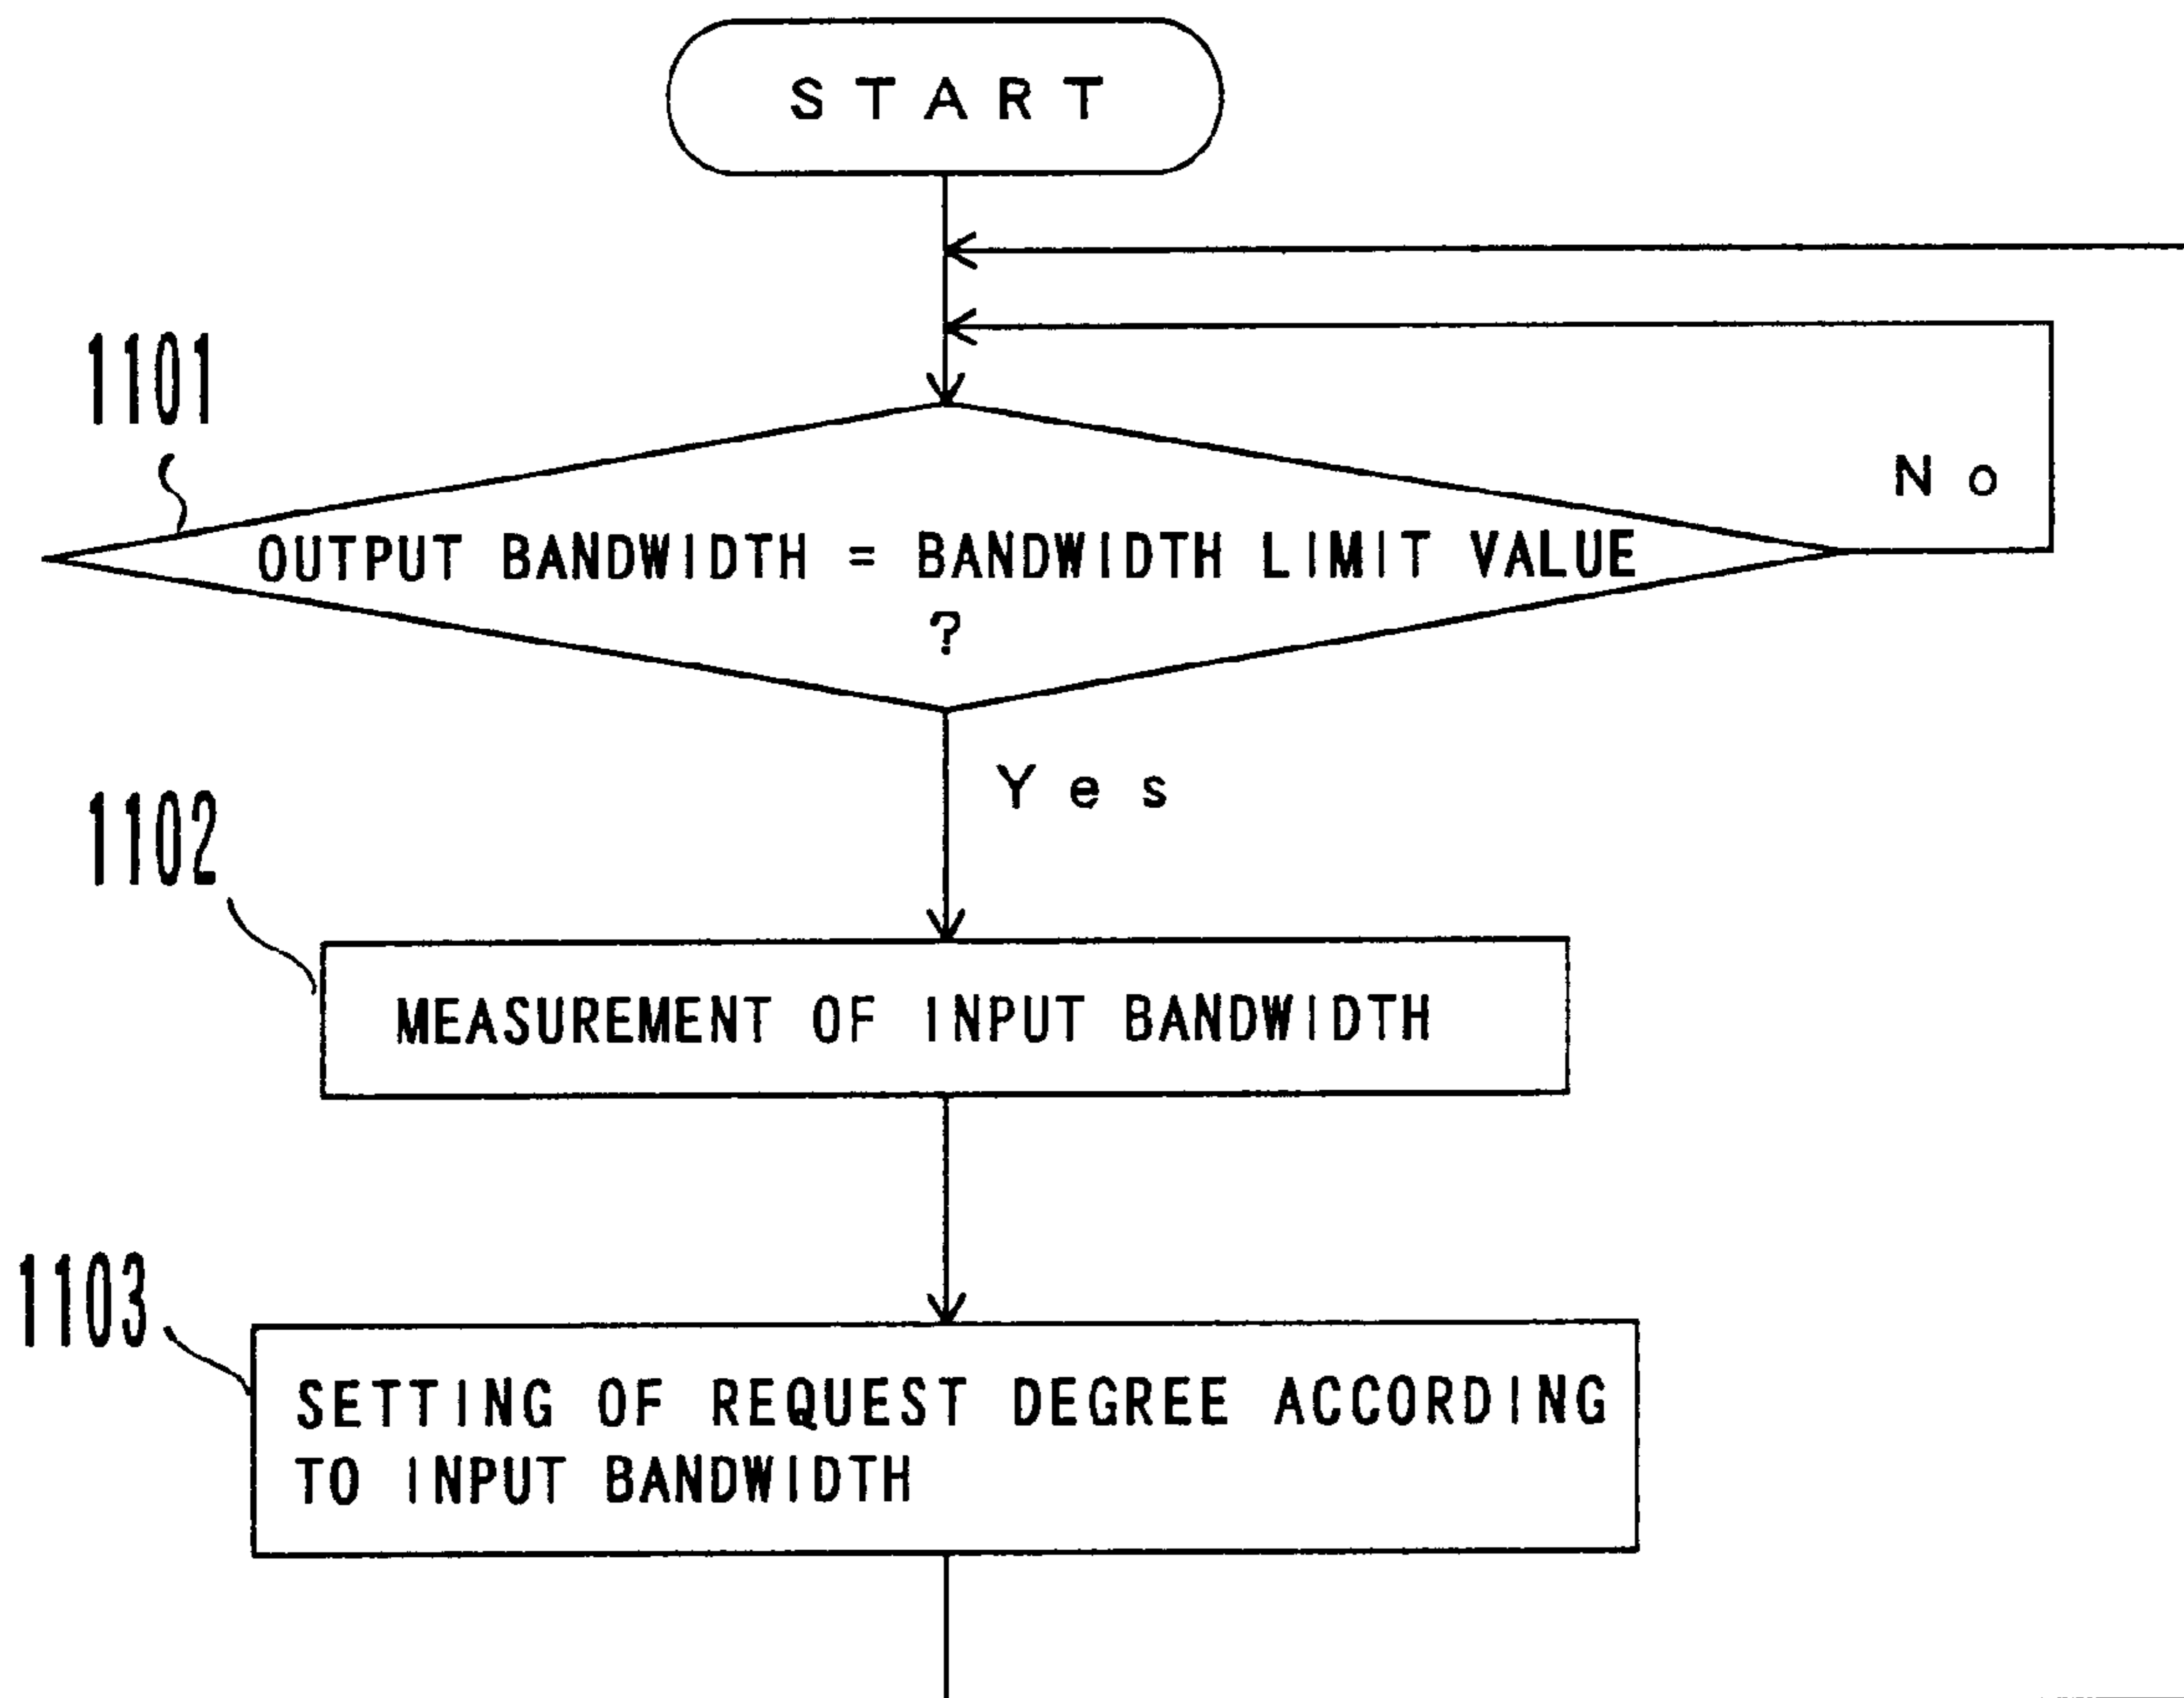 START
1101
No
OUTPUT BANDWIDTH = BANDWIDTH LIMIT VALUE
?
Yes
1102
MEASUREMENT OF INPUT BANDWIDTH
1103
SETTING OF REQUEST DEGREE ACCORDING
TO INPUT BANDWIDTH